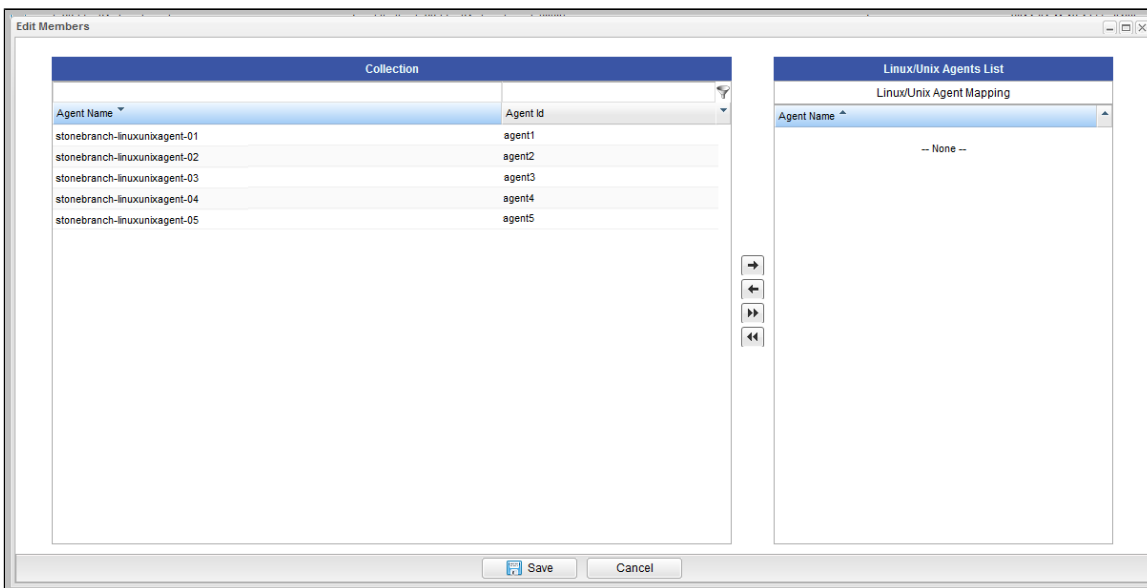 Edit Members
Collection
Agent Name Agent Id
stonebranch-linuxunixagent-01 agent1
stonebranch-linuxunixagent-02 agent2
stonebranch-linuxunixagent-03 agent3
stonebranch-linuxunixagent-04 agent4
stonebranch-linuxunixagent-05 agent5
Linux/Unix Agents List
Linux/Unix Agent Mapping
Agent Name
-- None --
Save Cancel